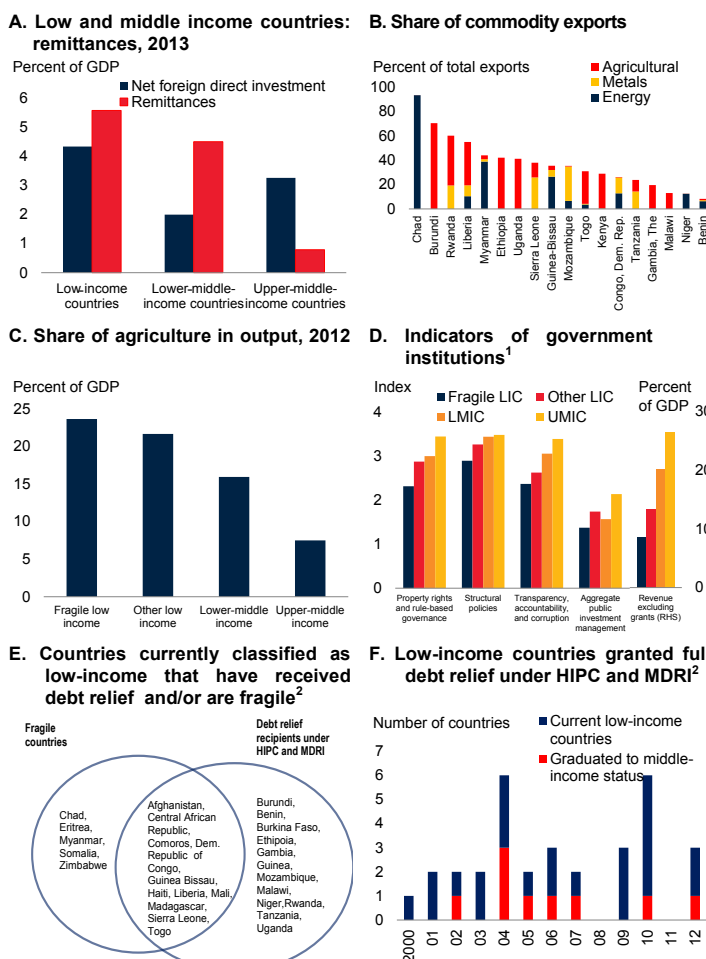 A. Low and middle income countries:
remittances, 2013
Percent of GDP
Net foreign direct investment
Remittances
6
5
4
3
2
1
0
Low-income
countries
Lower-middle-
income countries
Upper-middle-
income countries
B. Share of commodity exports
Percent of total exports
Agricultural
Metals
Energy
100
80
60
40
20
0
Chad
Burundi
Rwanda
Liberia
Myanmar
Ethiopia
Uganda
Sierra Leone
Guinea-Bissau
Mozambique
Togo
Kenya
Congo, Dem. Rep.
Tanzania
Gambia, The
Malawi
Niger
Benin
C. Share of agriculture in output, 2012
Percent of GDP
25
20
15
10
5
0
Fragile low
income
Other low
income
Lower-middle
income
Upper-middle
income
D. Indicators of government
institutions1
Index
Fragile LIC
Other LIC
LMIC
UMIC
Percent
of GDP
4
3
2
1
0
30
20
10
0
Property rights
and rule-based
governance
Structural
policies
Transparency,
accountability,
and corruption
Aggregate
public
investment
management
Revenue
excluding
grants (RHS)
E. Countries currently classified as
low-income that have received
debt relief and/or are fragile2
Fragile
countries
Debt relief
recipients under
HIPC and MDRI
Chad,
Eritrea,
Myanmar,
Somalia,
Zimbabwe
Afghanistan,
Central African
Republic,
Comoros, Dem.
Republic of
Congo,
Guinea Bissau,
Haiti, Liberia, Mali,
Madagascar,
Sierra Leone,
Togo
Burundi,
Benin,
Burkina Faso,
Ethipoia,
Gambia,
Guinea,
Mozambique,
Malawi,
Niger,Rwanda,
Tanzania,
Uganda
F. Low-income countries granted full
debt relief under HIPC and MDRI2
Number of countries
Current low-income
countries
Graduated to middle-
income status
7
6
5
4
3
2
1
0
2000
01
02
03
04
05
06
07
08
09
10
11
12